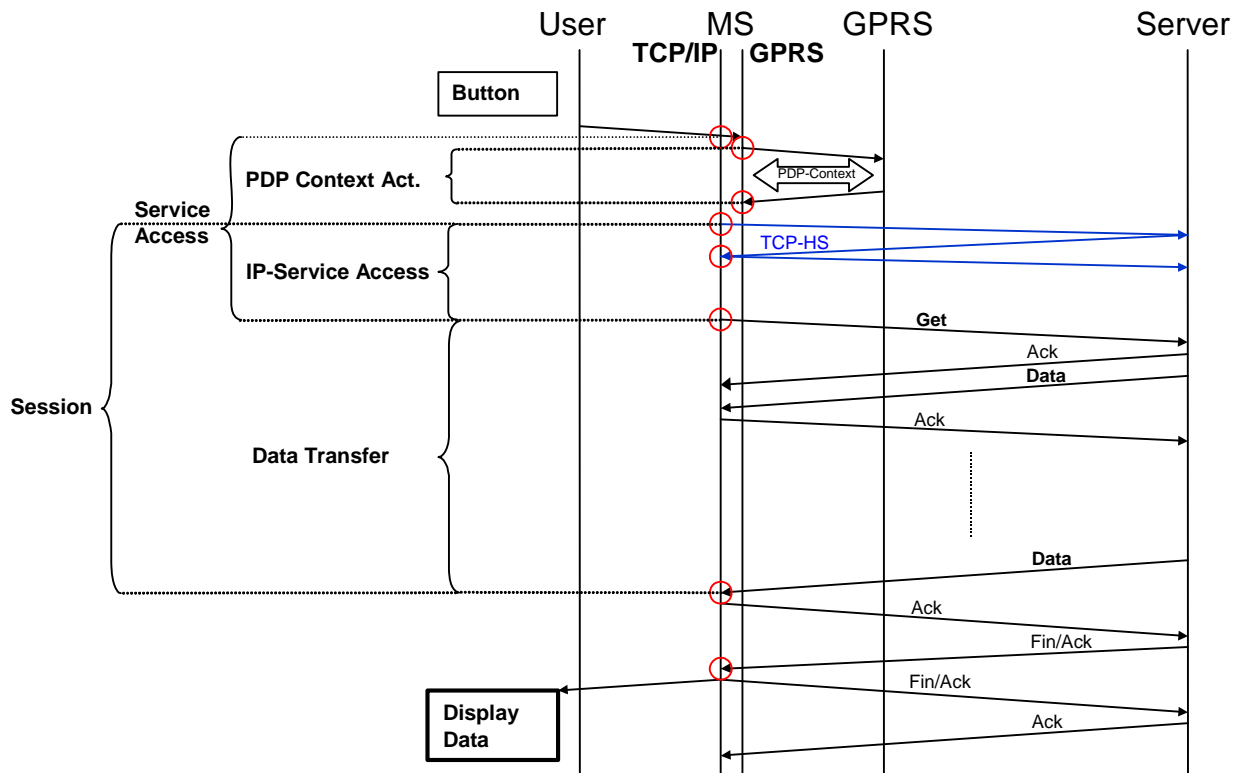 User MS GPRS Server
TCP/IP GPRS
Button
PDP Context Act.
PDP-Context
Service
Access
TCP-HS
IP-Service Access
Get
Ack
Data
Session
Ack
Data Transfer
Data
Ack
Fin/Ack
Fin/Ack
Display
Data
Ack